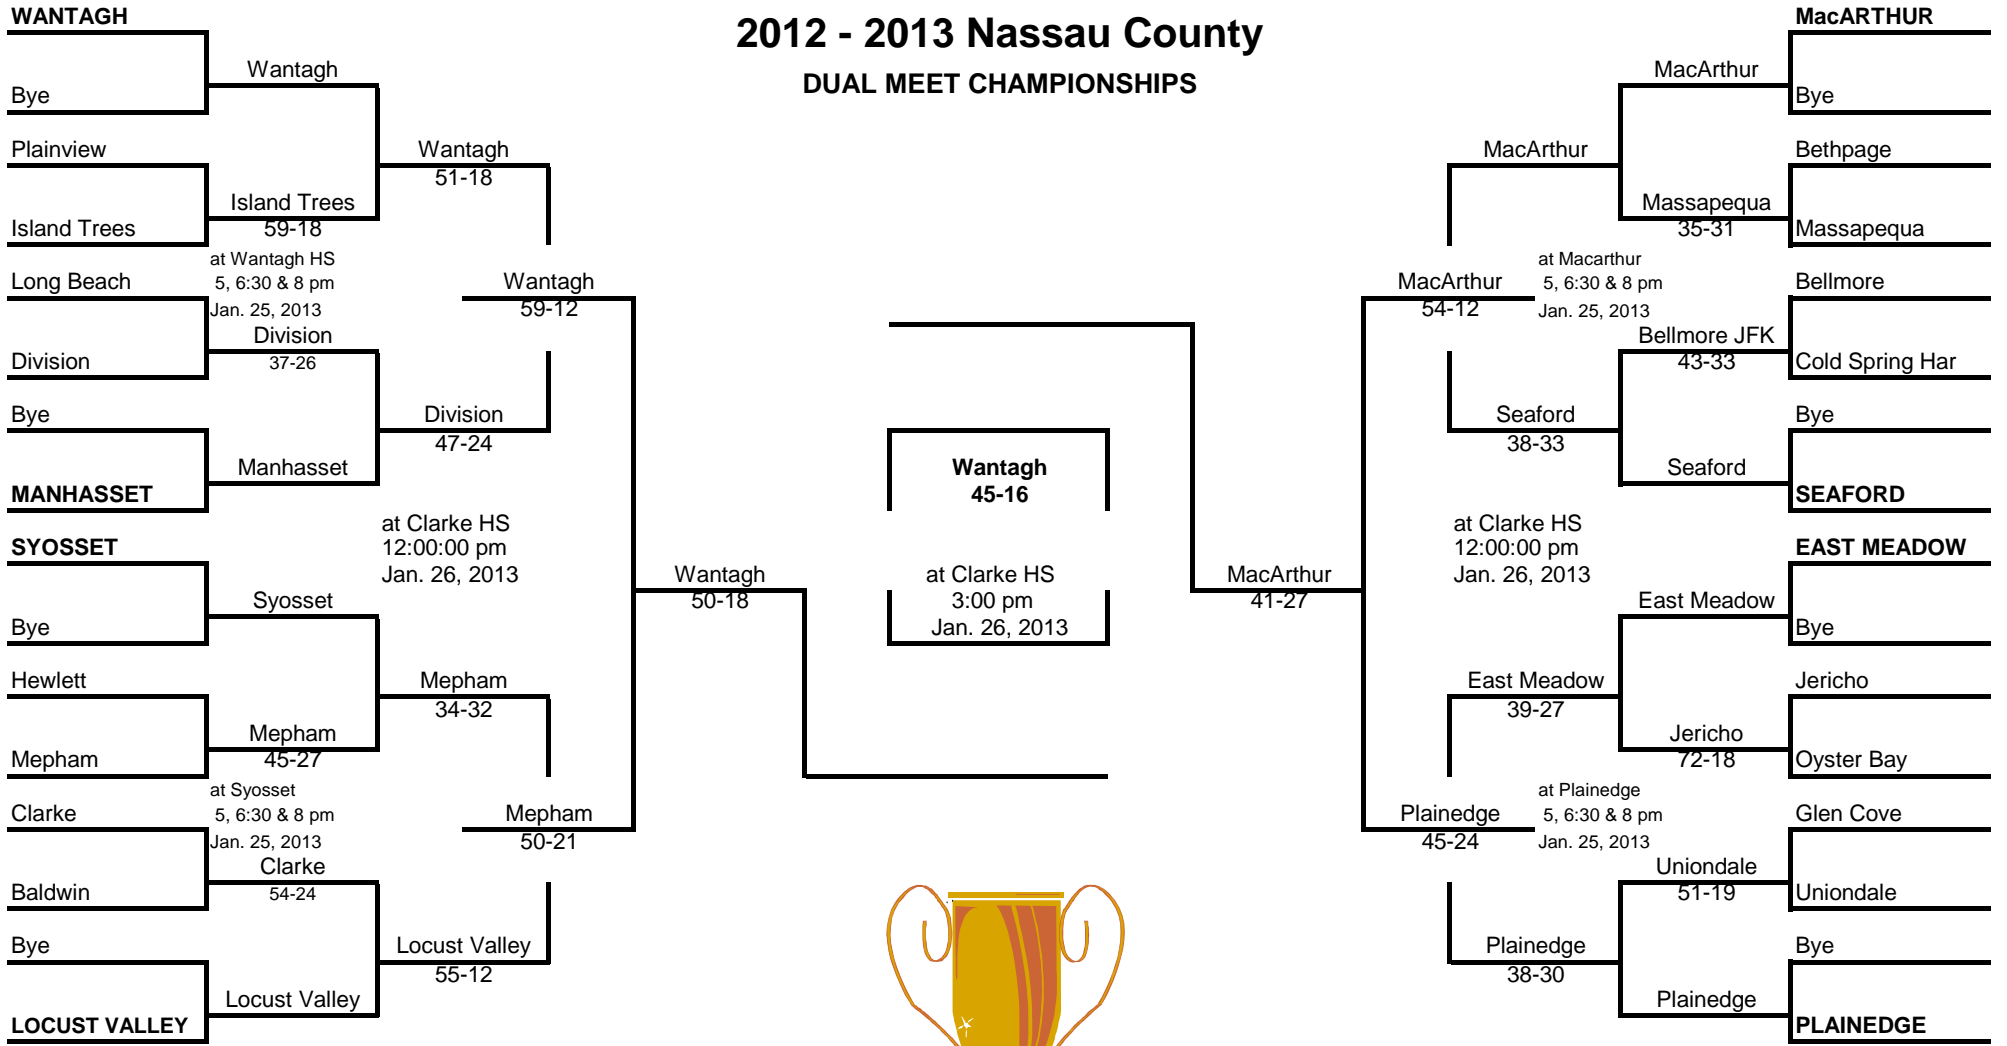 2012 - 2013 Nassau County
DUAL MEET CHAMPIONSHIPS
WANTAGH
Wantagh
Bye
Plainview
Wantagh
51-18
Island Trees
Island Trees
59-18
at Wantagh HS
Long Beach
5, 6:30 & 8 pm
Wantagh
Jan. 25, 2013
59-12
Division
Division
37-26
Bye
Division
47-24
Manhasset
MANHASSET
at Clarke HS
12:00:00 pm
Jan. 26, 2013
SYOSSET
Syosset
Bye
Wantagh
50-18
Hewlett
Mepham
34-32
Mepham
Mepham
45-27
at Syosset
Clarke
5, 6:30 & 8 pm
Mepham
Jan. 25, 2013
50-21
Clarke
Baldwin
54-24
Bye
Locust Valley
55-12
Locust Valley
LOCUST VALLEY
Wantagh
45-16
at Clarke HS
3:00 pm
Jan. 26, 2013
MacARTHUR
MacArthur
Bye
MacArthur
Bethpage
Massapequa
35-31
Massapequa
at Macarthur
MacArthur
5, 6:30 & 8 pm
Bellmore
54-12
Jan. 25, 2013
Bellmore JFK
43-33
Cold Spring Har
Seaford
38-33
Bye
Seaford
SEAFORD
at Clarke HS
12:00:00 pm
Jan. 26, 2013
MacArthur
41-27
EAST MEADOW
East Meadow
Bye
East Meadow
39-27
Jericho
Jericho
72-18
Oyster Bay
at Plainedge
Plainedge
5, 6:30 & 8 pm
Glen Cove
45-24
Jan. 25, 2013
Uniondale
51-19
Uniondale
Plainedge
38-30
Bye
Plainedge
PLAINEDGE